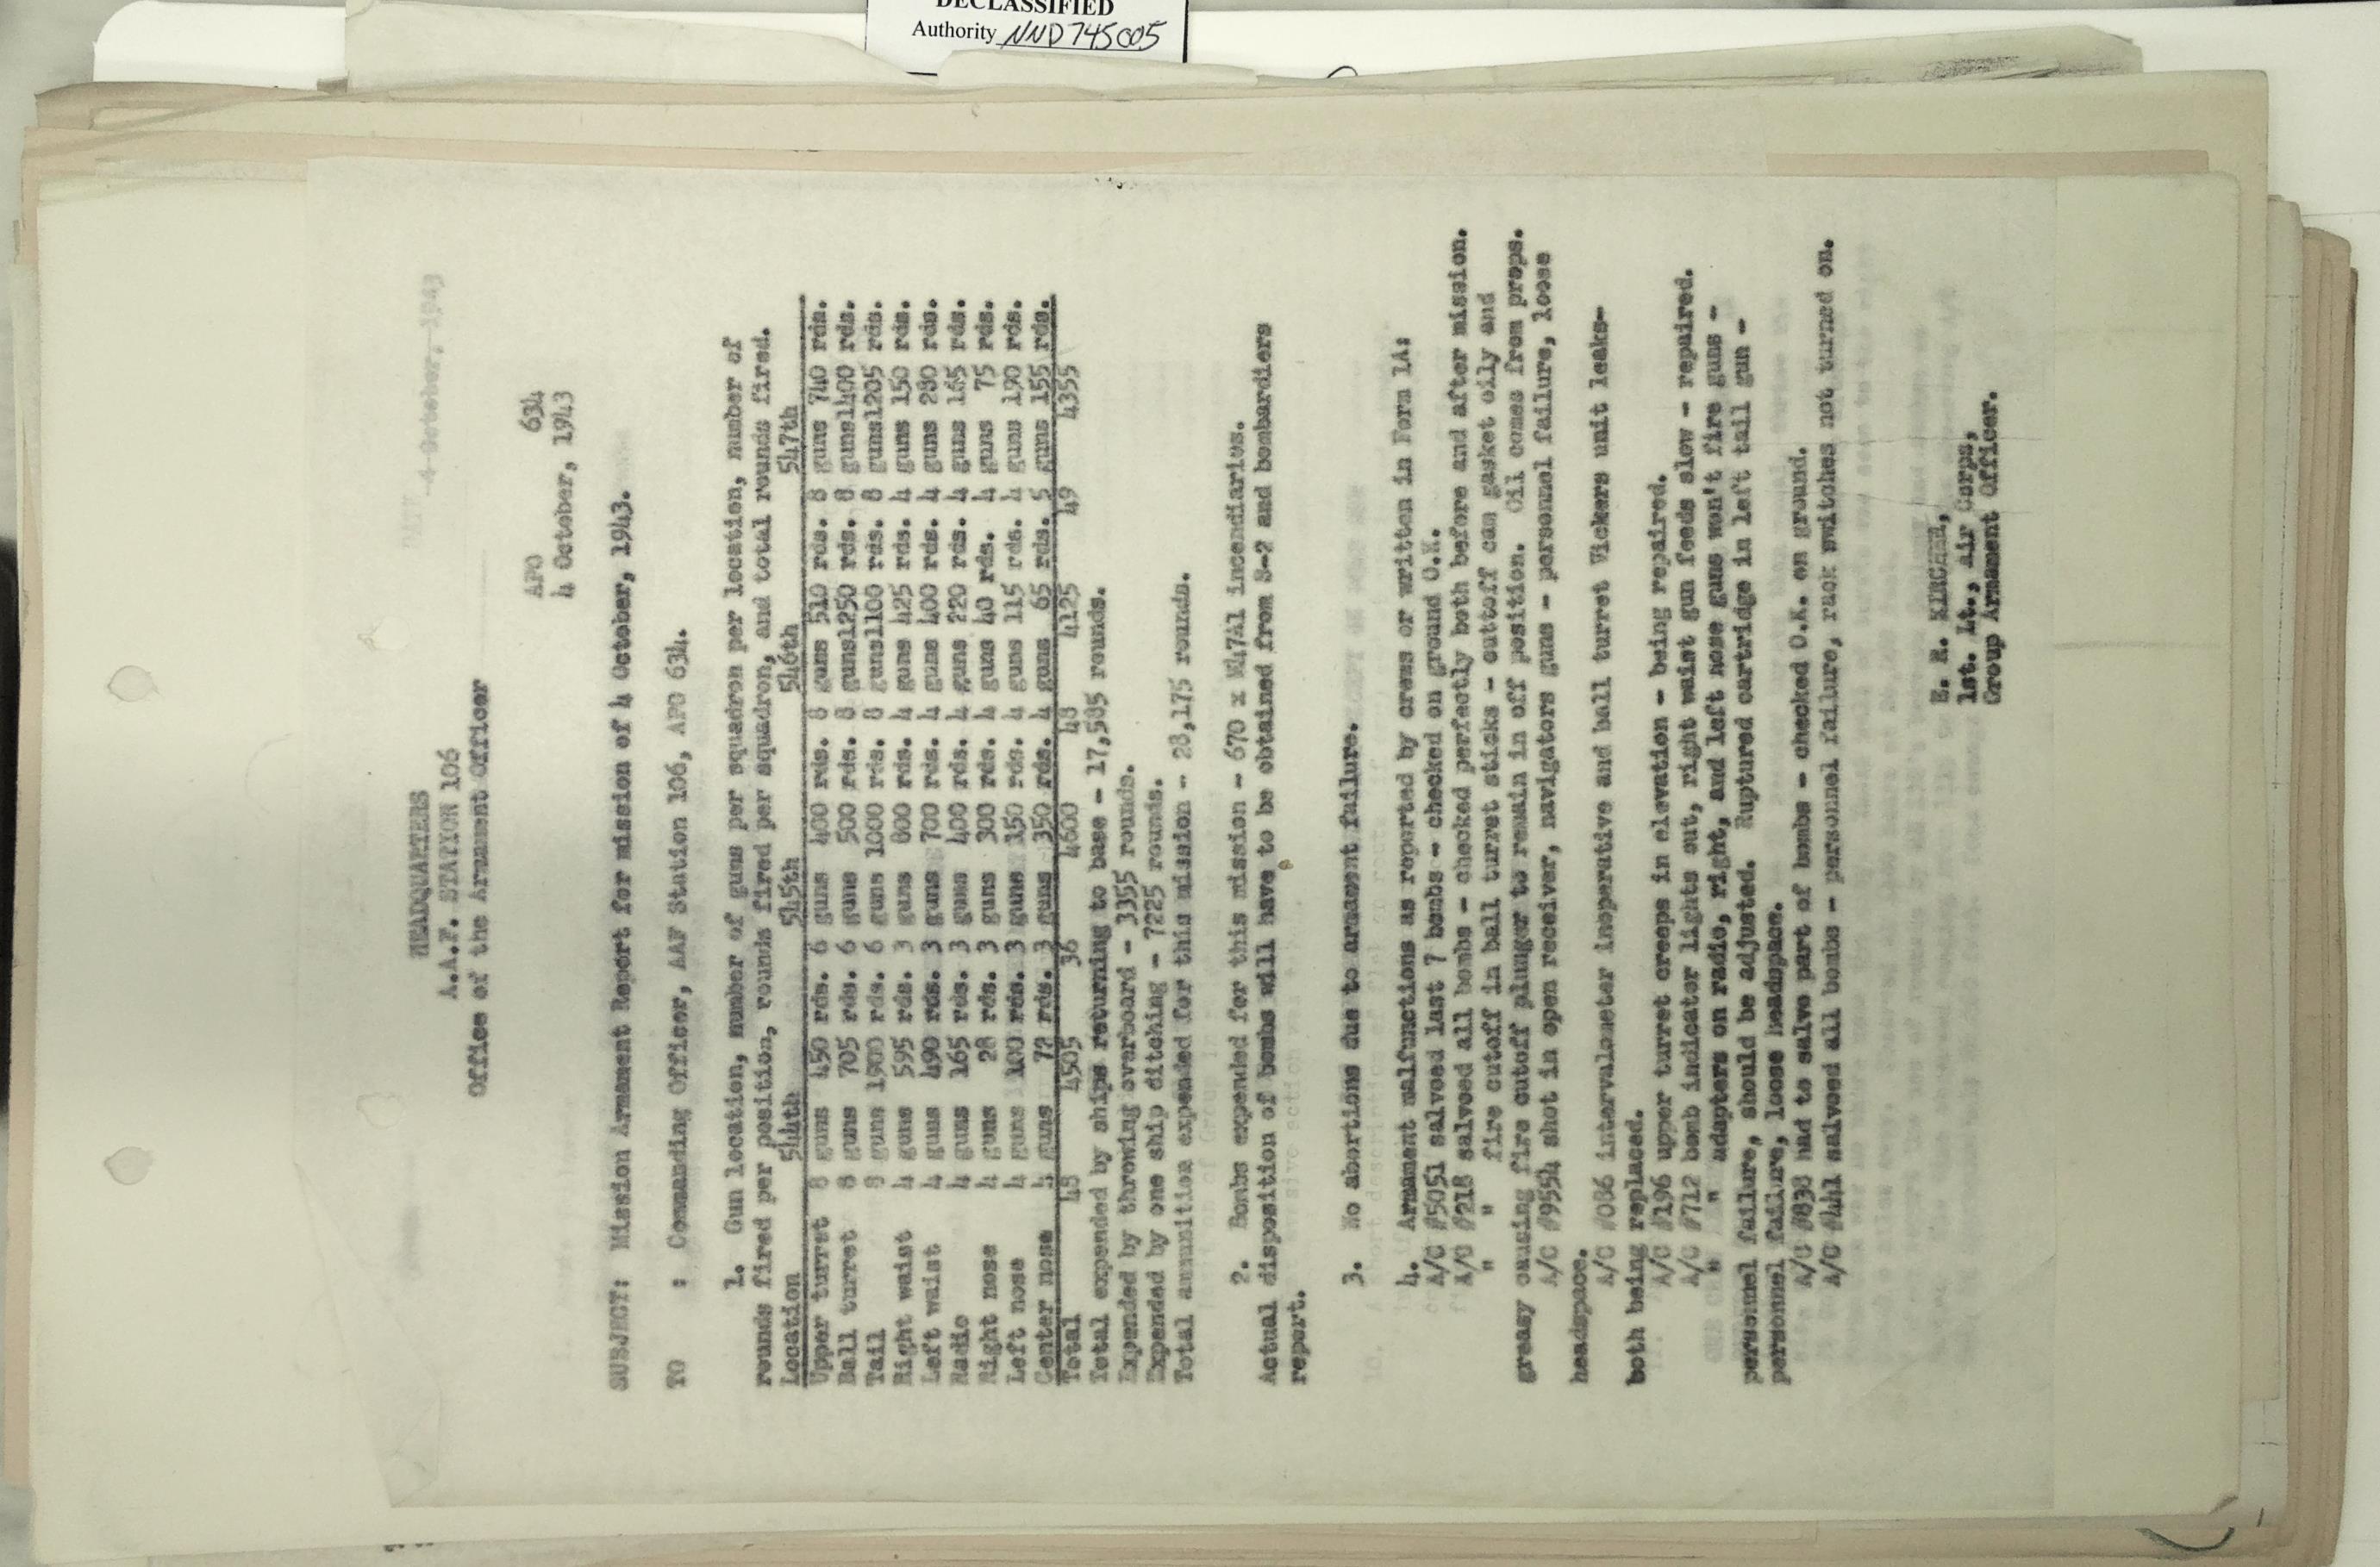 DECLASSIFIED
Authority NND745005
4 October, 1943
HEADQUARTERS
A.A.F. STATION 106
Office of the Armament Officer
APO 634
4 October, 1943
SUBJECT: Mission Armament Report for mission of 4 October, 1943.
TO : Commanding Officer, AAF Station 106, APO 634.
1. Gun location, number of guns per squadron per location, number of
rounds fired per position, rounds fired per squadron, and total rounds fired.
Location 544th 545th 546th 547th
Upper turret 8 guns 450 rds. 6 guns 400 rds. 8 guns 510 rds. 8 guns 740 rds.
Ball turret 8 guns 705 rds. 6 guns 500 rds. 8 guns1250 rds. 8 guns1400 rds.
Tail 8 guns 1900 rds. 6 guns 1000 rds. 8 guns1100 rds. 8 guns1205 rds.
Right waist 4 guns 595 rds. 3 guns 800 rds. 4 guns 425 rds. 4 guns 150 rds.
Left waist 4 guns 490 rds. 3 guns 700 rds. 4 guns 400 rds. 4 guns 280 rds.
Radio 4 guns 165 rds. 3 guns 400 rds. 4 guns 220 rds. 4 guns 165 rds.
Right nose 4 guns 28 rds. 3 guns 300 rds. 4 guns 40 rds. 4 guns 75 rds.
Left nose 4 guns 100 rds. 3 guns 150 rds. 4 guns 115 rds. 4 guns 190 rds.
Center nose 4 guns 72 rds. 3 guns 350 rds. 4 guns 65 rds. 5 guns 155 rds.
Total 48 4505 36 4600 48 4125 49 4355
Total expended by ships returning to base - 17,585 rounds.
Expended by throwing overboard - 3355 rounds.
Expended by one ship ditching - 7225 rounds.
Total ammunition expended for this mission - 28,175 rounds.
2. Bombs expended for this mission - 670 x M47A1 incendiaries.
Actual disposition of bombs will have to be obtained from S-2 and bombardiers
report.
3. No abortions due to armament failure.
4. Armament malfunctions as reported by crews or written in Form 1A:
A/C #5051 salvoed last 7 bombs - checked on ground O.K.
A/C #218 salvoed all bombs - checked perfectly both before and after mission.
" " fire cutoff in ball turret sticks - cuttoff cam gasket oily and
greasy causing fire cutoff plunger to remain in off position. Oil comes from props.
A/C #9554 shot in open receiver, navigators guns - personnel failure, loose
headspace.
A/C #086 intervalometer inoperative and ball turret Vickers unit leaks-
both being replaced.
A/C #196 upper turret creeps in elevation - being repaired.
A/C #712 bomb indicator lights out, right waist gun feeds slow - repaired.
" " adapters on radio, right, and left nose guns won't fire guns -
personnel failure, should be adjusted. Ruptured cartridge in left tail gun -
personnel failure, loose headspace.
A/C #838 had to salvo part of bombs - checked O.K. on ground.
A/C #441 salvoed all bombs - personnel failure, rack switches not turned on.
E. R. KIRCHER,
1st. Lt., Air Corps,
Group Armament Officer.